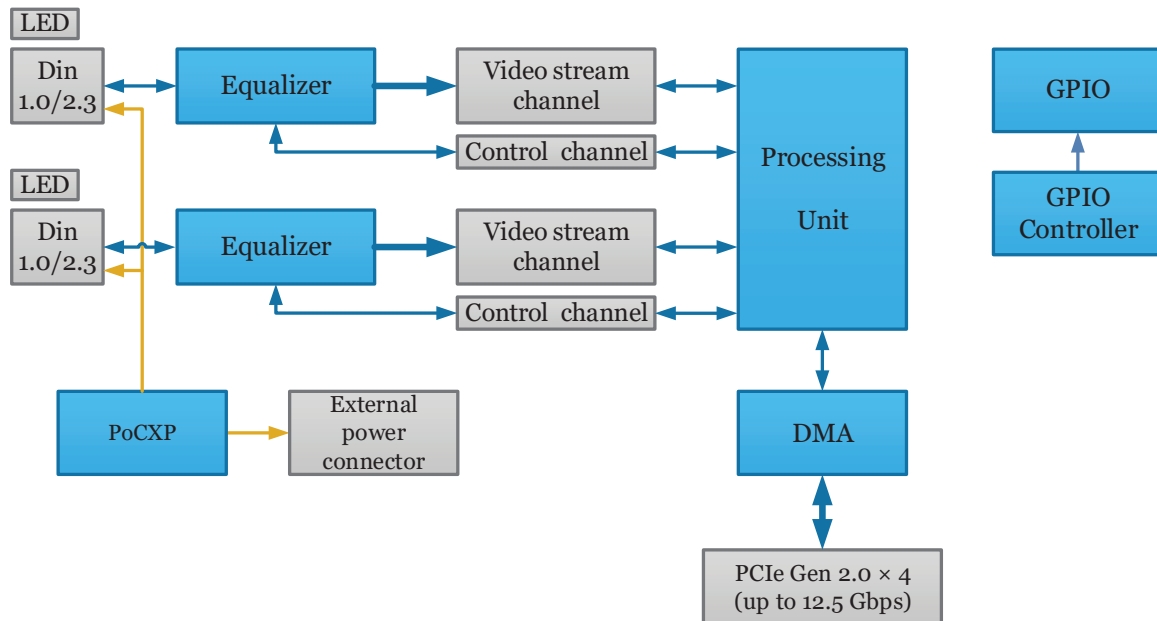 LED
Din
1.0/2.3
Equalizer
Video stream
channel
Control channel
LED
Din
1.0/2.3
Equalizer
Video stream
channel
Control channel
Processing
Unit
GPIO
GPIO
Controller
PoCXP
External
power
connector
DMA
PCIe Gen 2.0 × 4
(up to 12.5 Gbps)